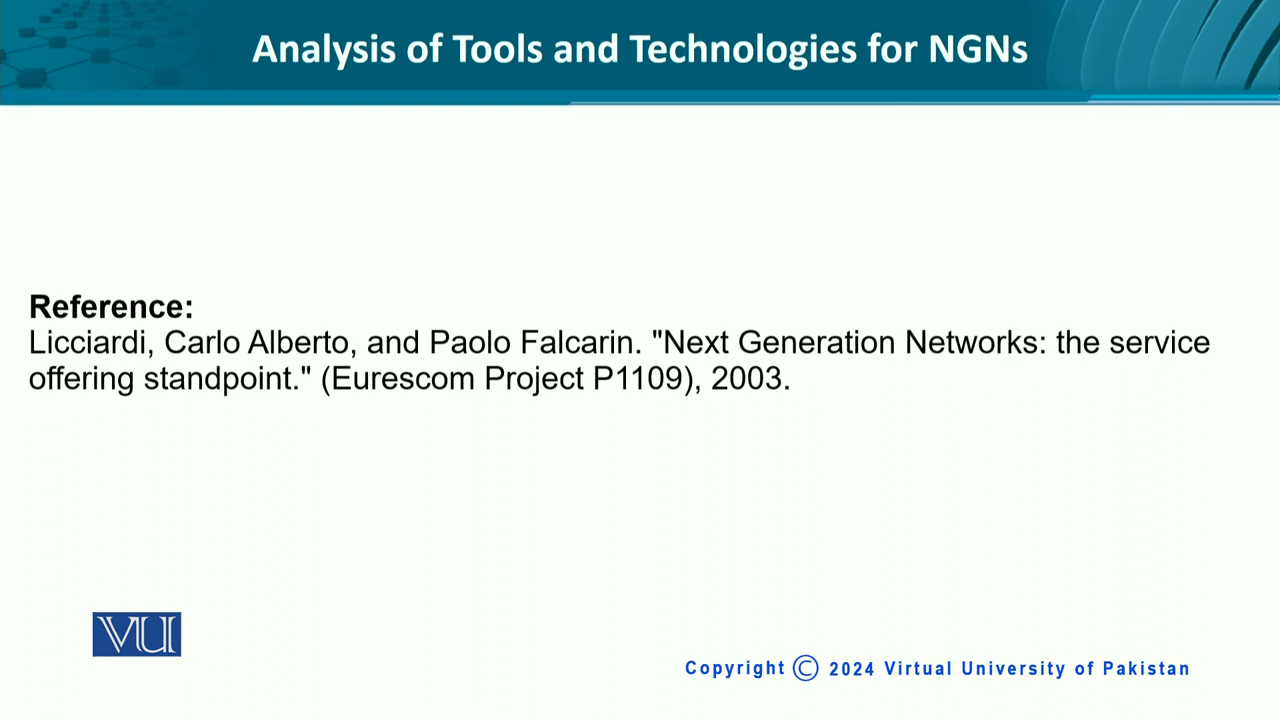 Analysis of Tools and Technologies for NGNs
Reference:
Licciardi, Carlo Alberto, and Paolo Falcarin. "Next Generation Networks: the service
offering standpoint." (Eurescom Project P1109), 2003.
VU
Copyright © 2024 Virtual University of Pakistan